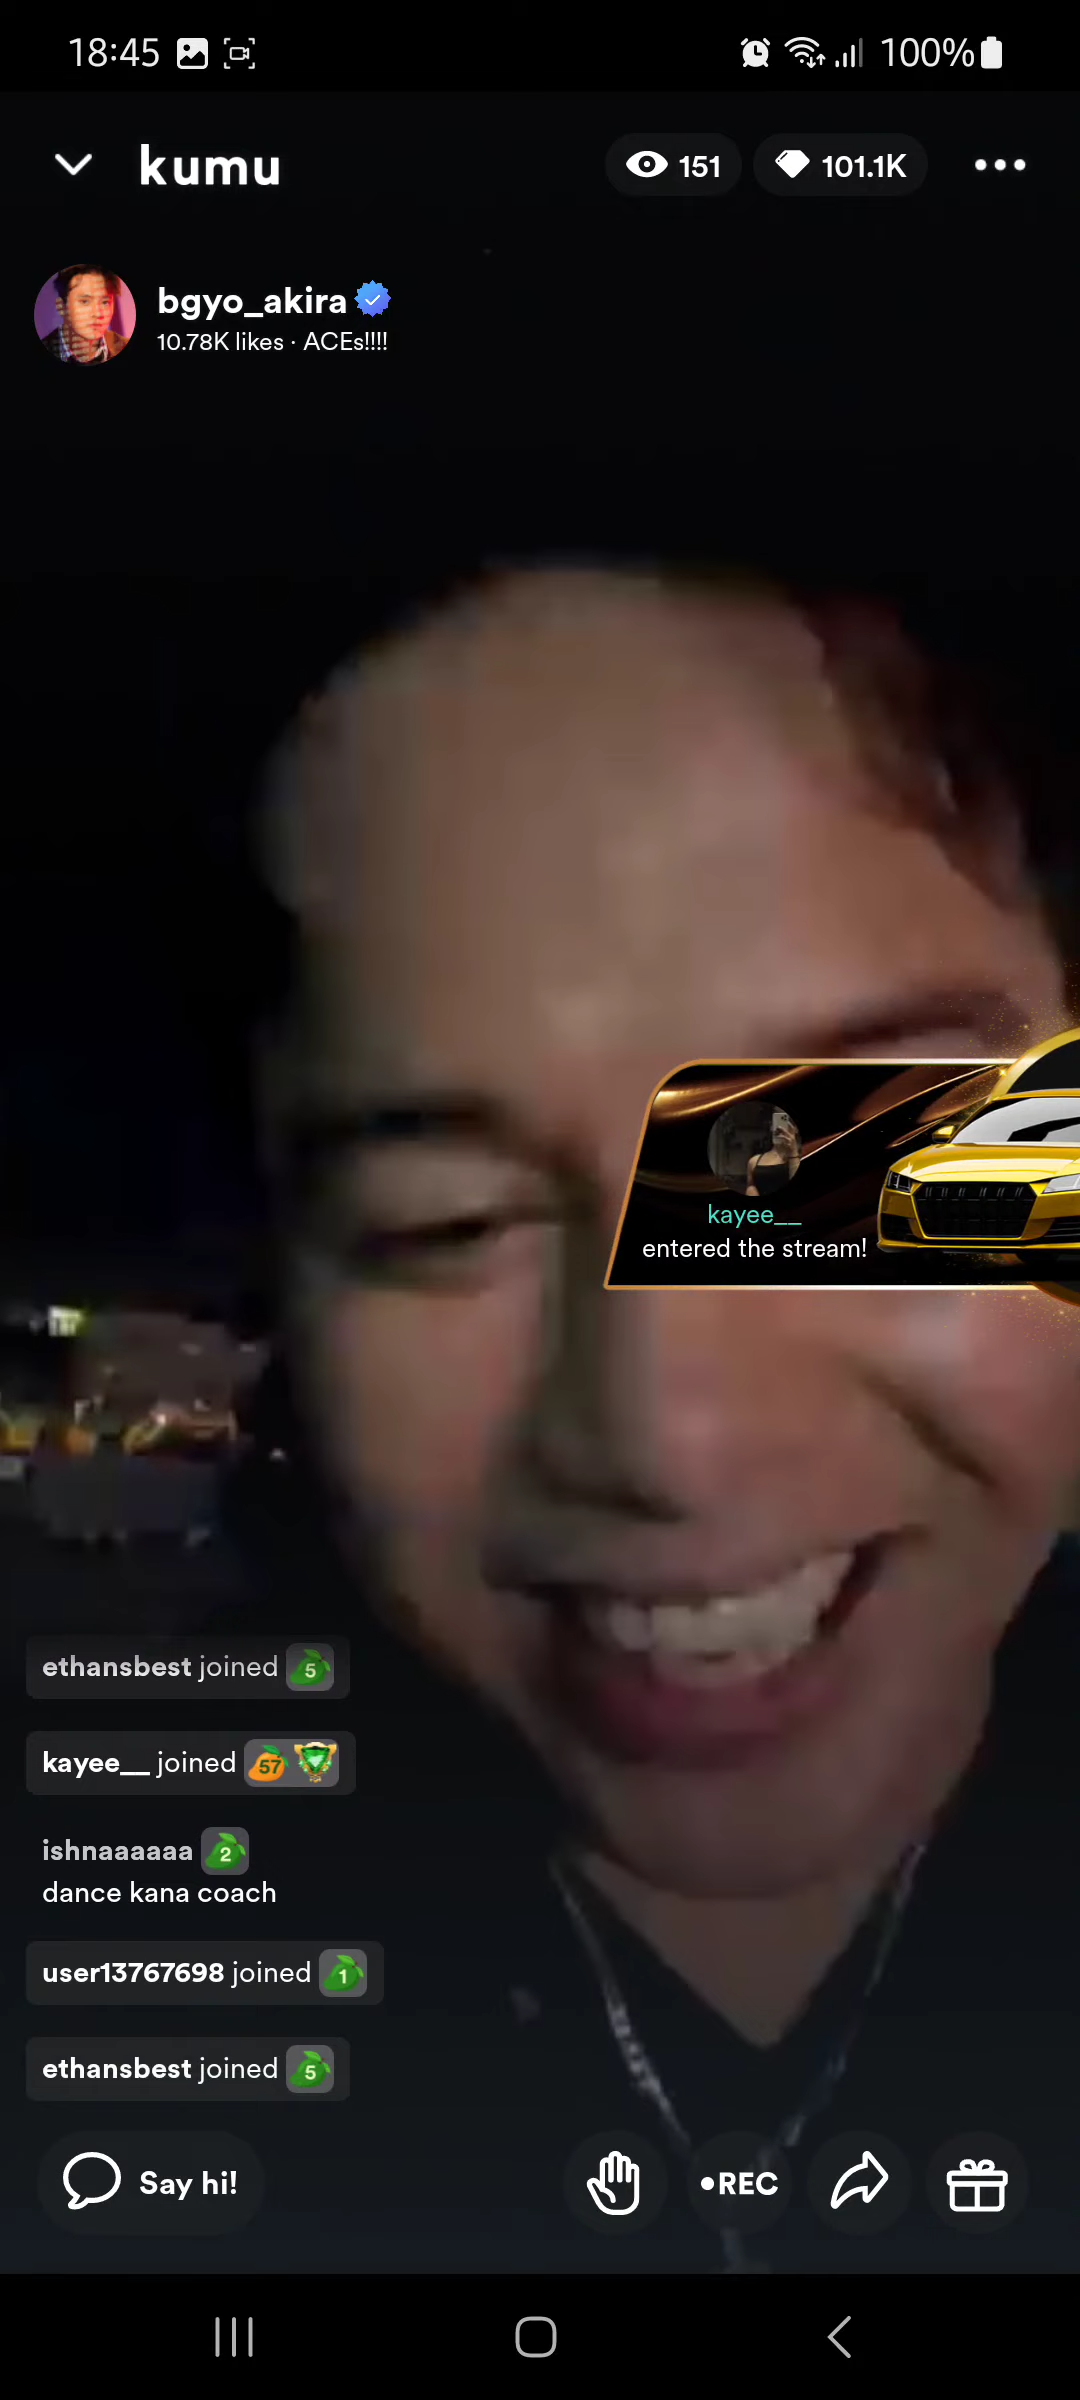 18:45
100%
kumu
151
101.1K
bgyo_akira
10.78K likes · ACEs!!!!
kayee__
entered the stream!
ethansbest joined 5
kayee__ joined 57
ishnaaaaaa 2
dance kana coach
user13767698 joined 1
ethansbest joined 5
Say hi!
•REC